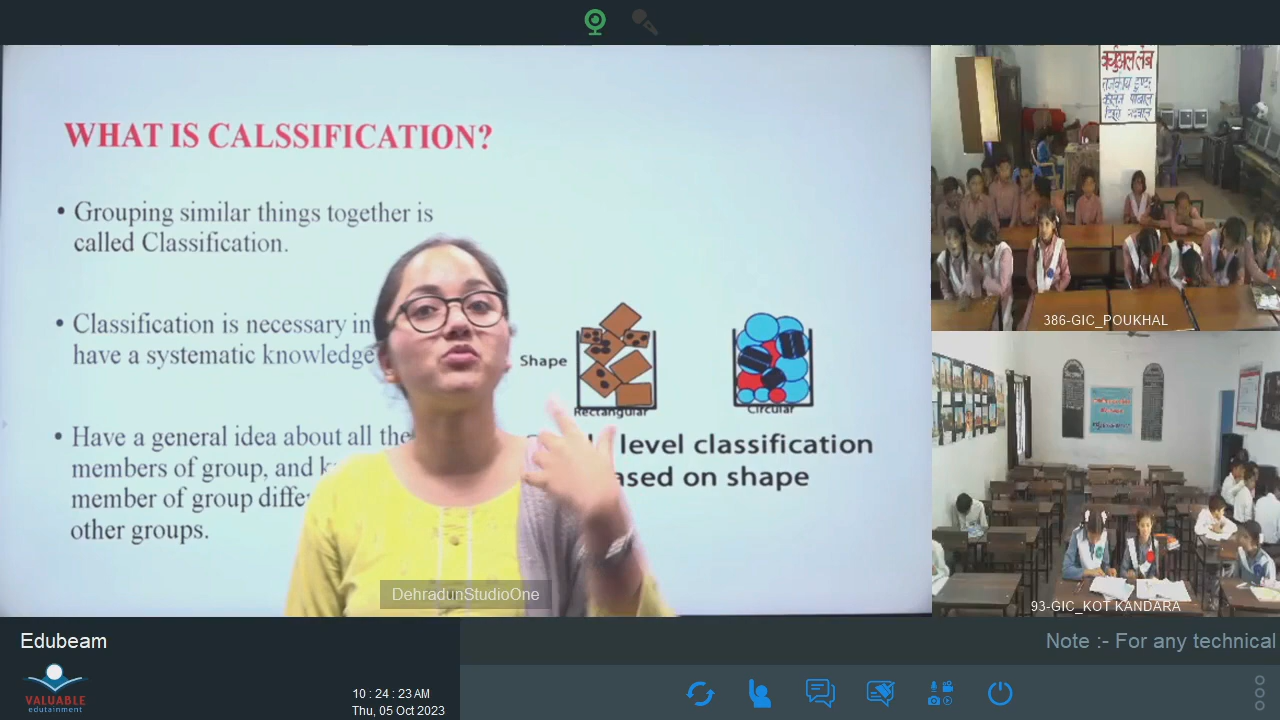 WHAT IS CALSSIFICATION?
• Grouping similar things together is
called Classification.
• Classification is necessary in
have a systematic knowledge
• Have a general idea about all the
members of group, and
member of group
other groups.
Shape
Rectangular
Circular
level classification
based on shape
DehradunStudioOne
वर्चुअल लैब
386-GIC_POUKHAL
93-GIC_KOT KANDARA
Edubeam
VALUABLE
edutainment
10 : 24 : 23 AM
Thu, 05 Oct 2023
Note :- For any technical